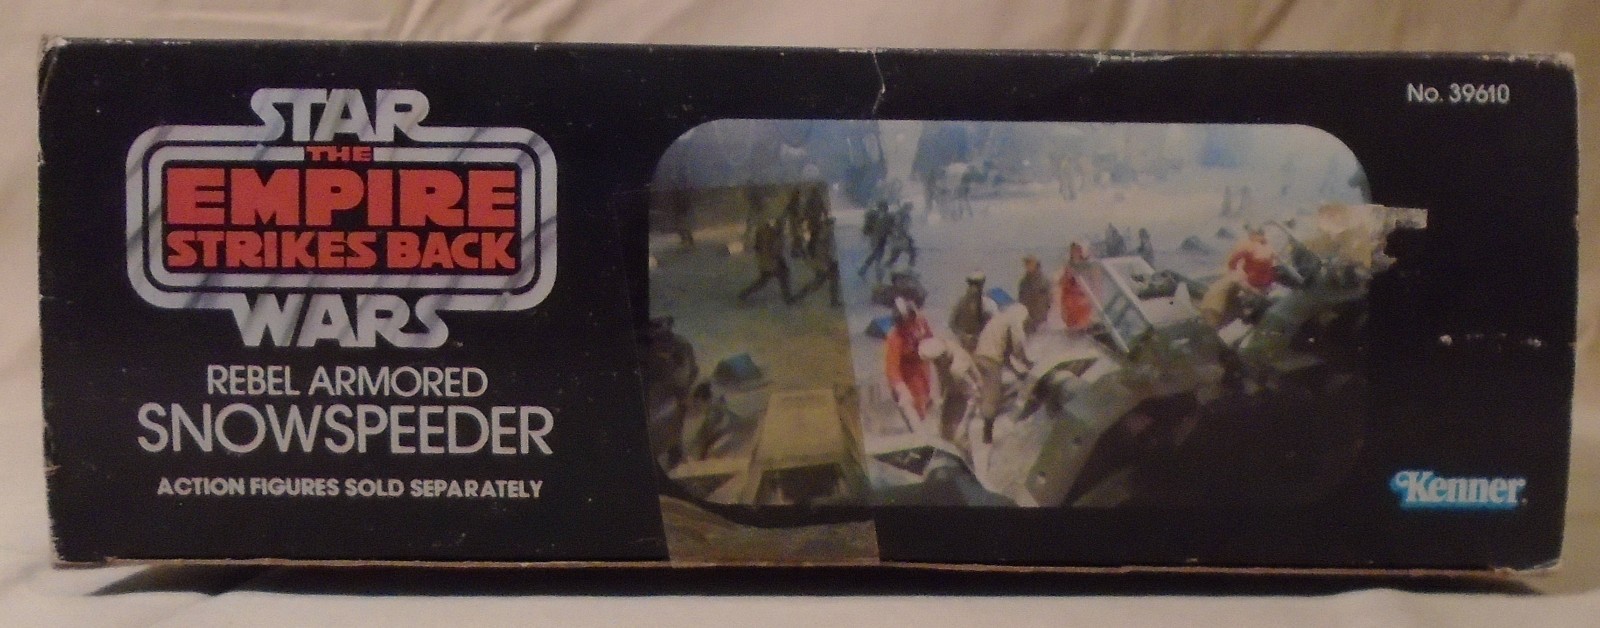 STAR
THE
EMPIRE
STRIKES BACK
WARS
REBEL ARMORED
SNOWSPEEDER
ACTION FIGURES SOLD SEPARATELY
No. 39610
Kenner